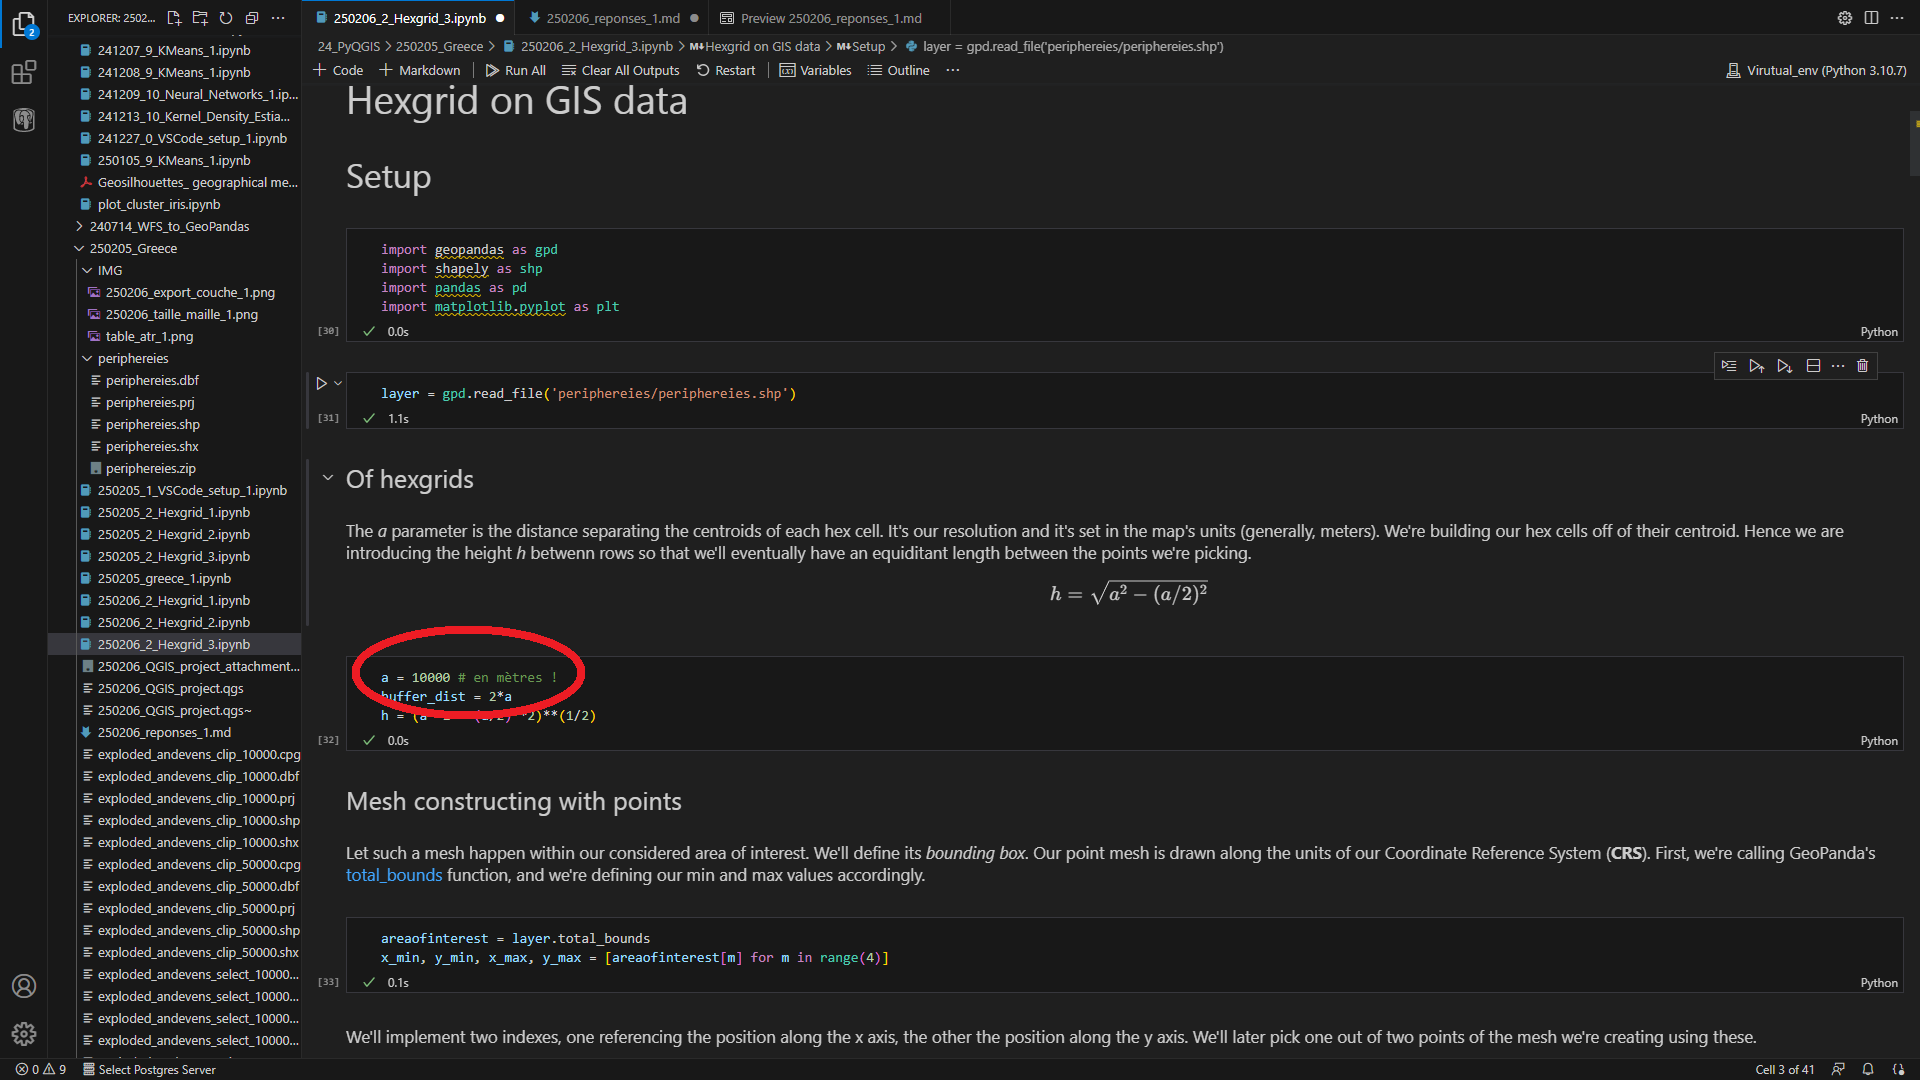 EXPLORER: 2502...
241207_9_KMeans_1.ipynb
241208_9_KMeans_1.ipynb
241209_10_Neural_Networks_1.ip...
241213_10_Kernel_Density_Estia...
241227_0_VSCode_setup_1.ipynb
250105_9_KMeans_1.ipynb
Geosilhouettes_ geographical me...
plot_cluster_iris.ipynb
240714_WFS_to_GeoPandas
250205_Greece
IMG
250206_export_couche_1.png
250206_taille_maille_1.png
table_atr_1.png
periphereies
periphereies.dbf
periphereies.prj
periphereies.shp
periphereies.shx
periphereies.zip
250205_1_VSCode_setup_1.ipynb
250205_2_Hexgrid_1.ipynb
250205_2_Hexgrid_2.ipynb
250205_2_Hexgrid_3.ipynb
250205_greece_1.ipynb
250206_2_Hexgrid_1.ipynb
250206_2_Hexgrid_2.ipynb
250206_2_Hexgrid_3.ipynb
250206_QGIS_project_attachment...
250206_QGIS_project.qgs
250206_QGIS_project.qgs~
250206_reponses_1.md
exploded_andevens_clip_10000.cpg
exploded_andevens_clip_10000.dbf
exploded_andevens_clip_10000.prj
exploded_andevens_clip_10000.shp
exploded_andevens_clip_10000.shx
exploded_andevens_clip_50000.cpg
exploded_andevens_clip_50000.dbf
exploded_andevens_clip_50000.prj
exploded_andevens_clip_50000.shp
exploded_andevens_clip_50000.shx
exploded_andevens_select_10000...
exploded_andevens_select_10000...
exploded_andevens_select_10000...
exploded_andevens_select_10000...
2
250206_2_Hexgrid_3.ipynb 250206_reponses_1.md Preview 250206_reponses_1.md
24_PyQGIS > 250205_Greece > 250206_2_Hexgrid_3.ipynb > M↓Hexgrid on GIS data > M↓Setup > layer = gpd.read_file('periphereies/periphereies.shp')
Code Markdown Run All Clear All Outputs Restart Variables Outline ... Virutual_env (Python 3.10.7)
Hexgrid on GIS data
Setup
import geopandas as gpd
import shapely as shp
import pandas as pd
import matplotlib.pyplot as plt
[30] 0.0s Python
layer = gpd.read_file('periphereies/periphereies.shp')
[31] 1.1s Python
Of hexgrids
The a parameter is the distance separating the centroids of each hex cell. It's our resolution and it's set in the map's units (generally, meters). We're building our hex cells off of their centroid. Hence we are
introducing the height h betwenn rows so that we'll eventually have an equiditant length between the points we're picking.
h = √a² − (a/2)²
a = 10000 # en mètres !
buffer_dist = 2*a
h = (a 2)**(1/2)
[32] 0.0s Python
Mesh constructing with points
Let such a mesh happen within our considered area of interest. We'll define its bounding box. Our point mesh is drawn along the units of our Coordinate Reference System (CRS). First, we're calling GeoPanda's
total_bounds function, and we're defining our min and max values accordingly.
areaofinterest = layer.total_bounds
x_min, y_min, x_max, y_max = [areaofinterest[m] for m in range(4)]
[33] 0.1s Python
We'll implement two indexes, one referencing the position along the x axis, the other the position along the y axis. We'll later pick one out of two points of the mesh we're creating using these.
0 9 Select Postgres Server Cell 3 of 41